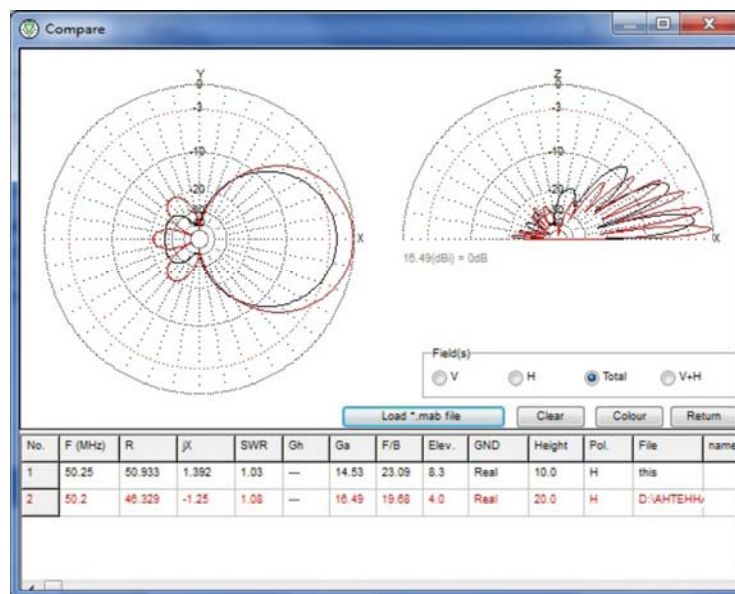 Compare
Y
0
-3
-10
-20
-30
X
Z
0
-3
-10
-20
-30
X
16.49(dBi) = 0dB
Field(s)
V H Total V+H
Load *.mab file Clear Colour Return
No. F (MHz) R jX SWR Gh Ga F/B Elev. GND Height Pol. File name
1 50.25 50.933 1.392 1.03 --- 14.53 23.09 8.3 Real 10.0 H this
2 50.2 46.329 -1.25 1.08 --- 16.49 19.68 4.0 Real 20.0 H D:\АНТЕННА